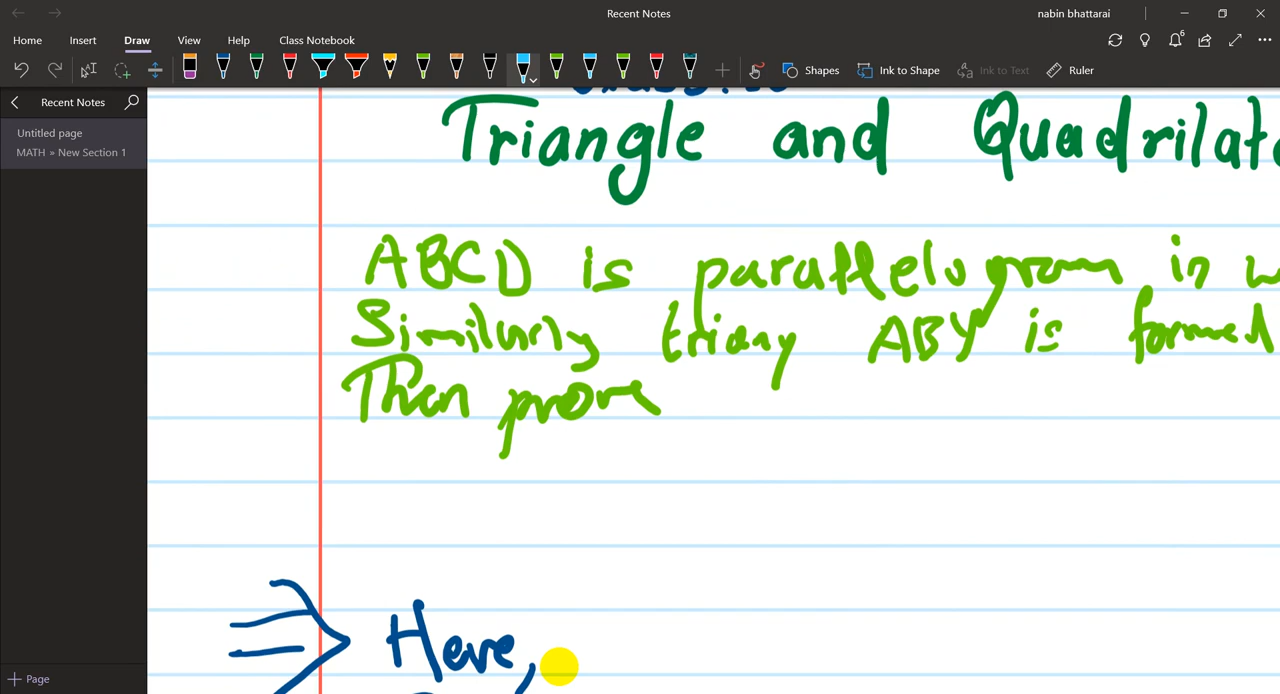 Recent Notes
nabin bhattarai
Home Insert Draw View Help Class Notebook
6
Shapes Ink to Shape Ink to Text Ruler
Recent Notes
Untitled page
MATH » New Section 1
Triangle and Quadrilat
ABCD is parallelogram in w
Similarly triany ABY is formed
Then prove
Here,
Page